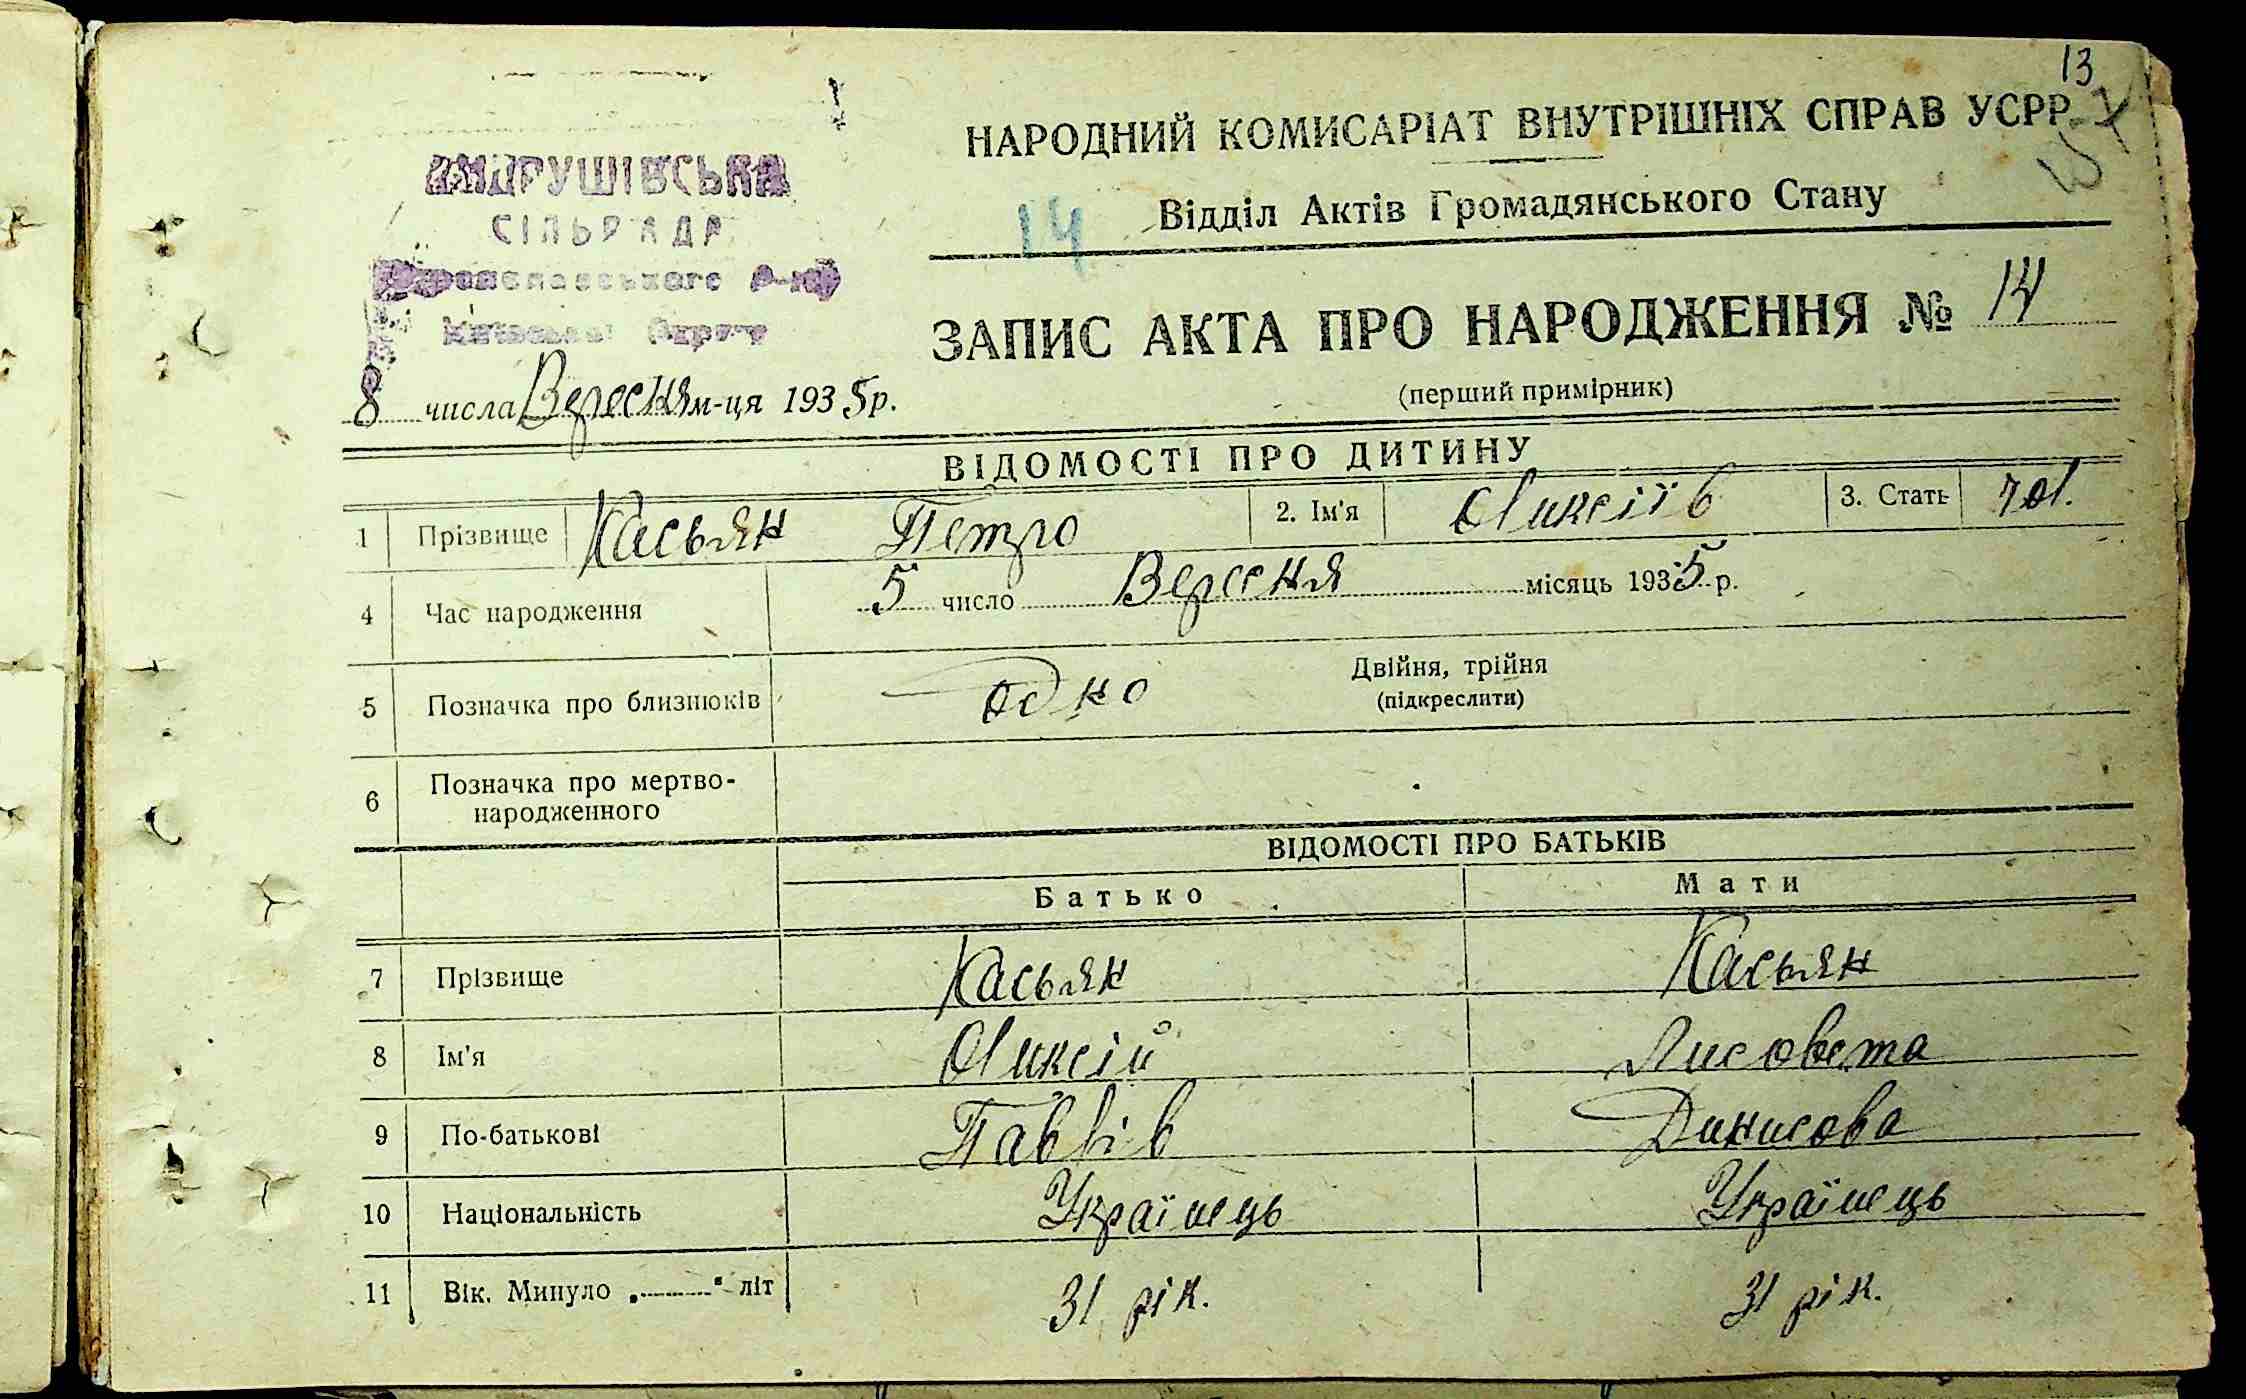 13
НАРОДНИЙ КОМИСАРІАТ ВНУТРІШНІХ СПРАВ УСРР
АНДРУШІВСЬКА
СІЛЬРАДА
14 Відділ Актів Громадянського Стану
ЗАПИС АКТА ПРО НАРОДЖЕННЯ № 14
(перший примірник)
8 числа Вересня м-ця 1935 р.
ВІДОМОСТІ ПРО ДИТИНУ
1 Прізвище Касьян Петро 2. Ім'я Оликсіїв 3. Стать чол.
4 Час народження 5 число Вересня місяць 1935 р.
5 Позначка про близнюків одно Двійня, трійня
(підкреслити)
6 Позначка про мертво-
народженного
ВІДОМОСТІ ПРО БАТЬКІВ
Батько Мати
7 Прізвище Касьян Касьян
8 Ім'я Оликсій Лисовета
9 По-батькові Павлів Динисова
10 Національність Українець Українець
11 Вік. Минуло „ “ літ 31 рік. 31 рік.